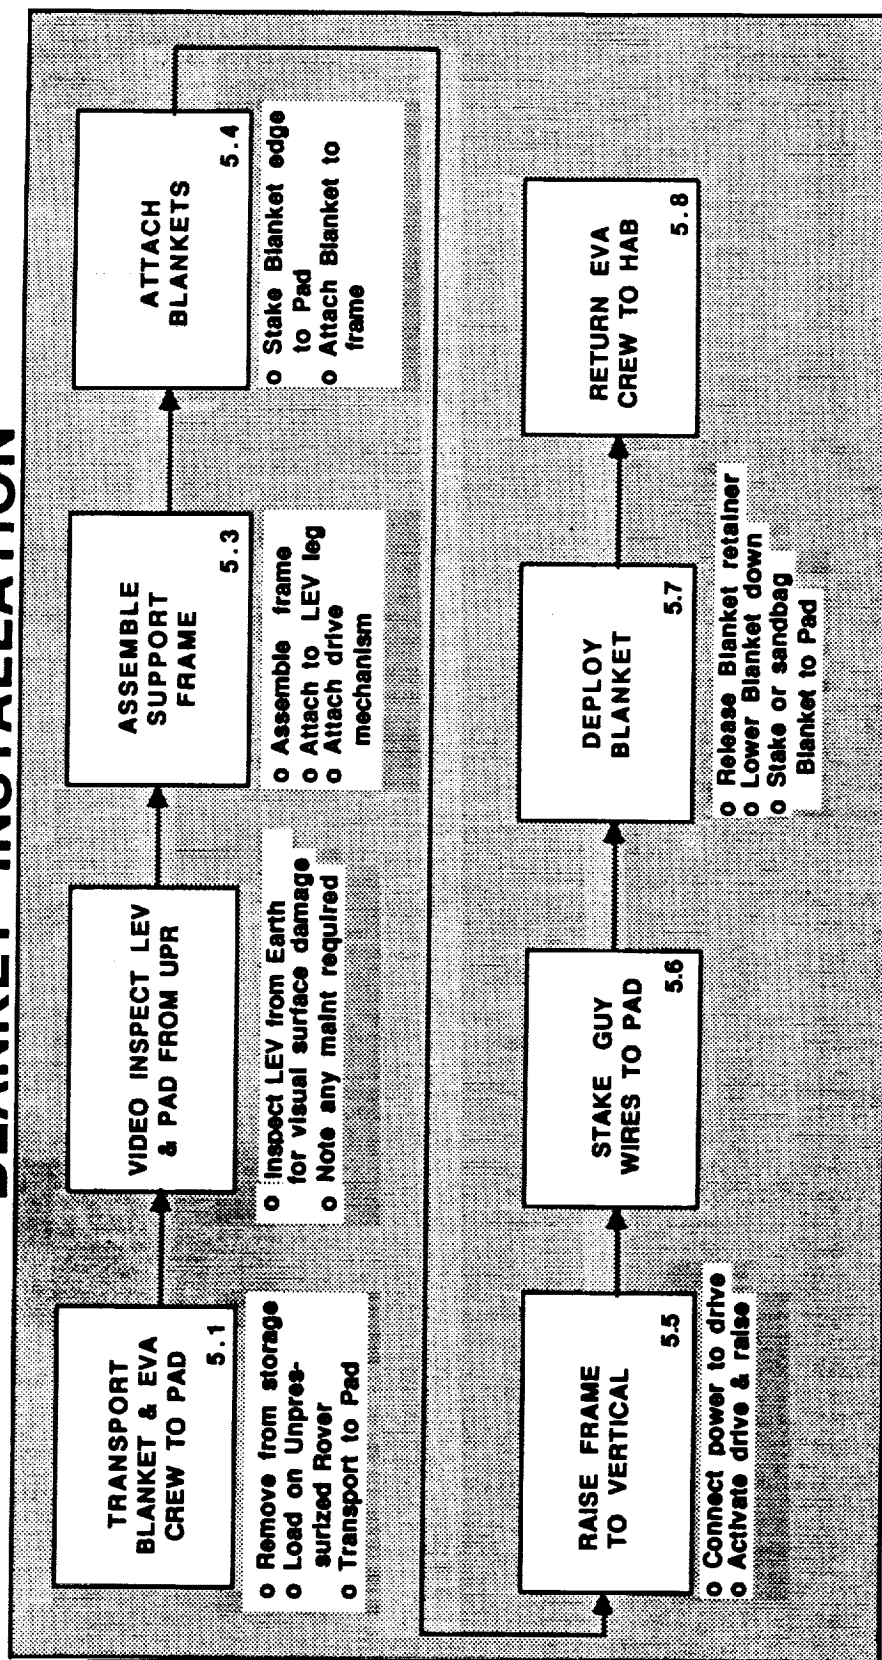 BLANKET INSTALLATION
TRANSPORT
BLANKET & EVA
CREW TO PAD
5.1
o Remove from storage
o Load on Unpres-
surized Rover
o Transport to Pad
VIDEO INSPECT LEV
& PAD FROM UPR
o Inspect LEV from Earth
for visual surface damage
o Note any maint required
ASSEMBLE
SUPPORT
FRAME
5.3
o Assemble frame
o Attach to LEV leg
o Attach drive
mechanism
ATTACH
BLANKETS
5.4
o Stake Blanket edge
to Pad
o Attach Blanket to
frame
RAISE FRAME
TO VERTICAL
5.5
o Connect power to drive
o Activate drive & raise
STAKE GUY
WIRES TO PAD
5.6
DEPLOY
BLANKET
5.7
o Release Blanket retainer
o Lower Blanket down
o Stake or sandbag
Blanket to Pad
RETURN EVA
CREW TO HAB
5.8